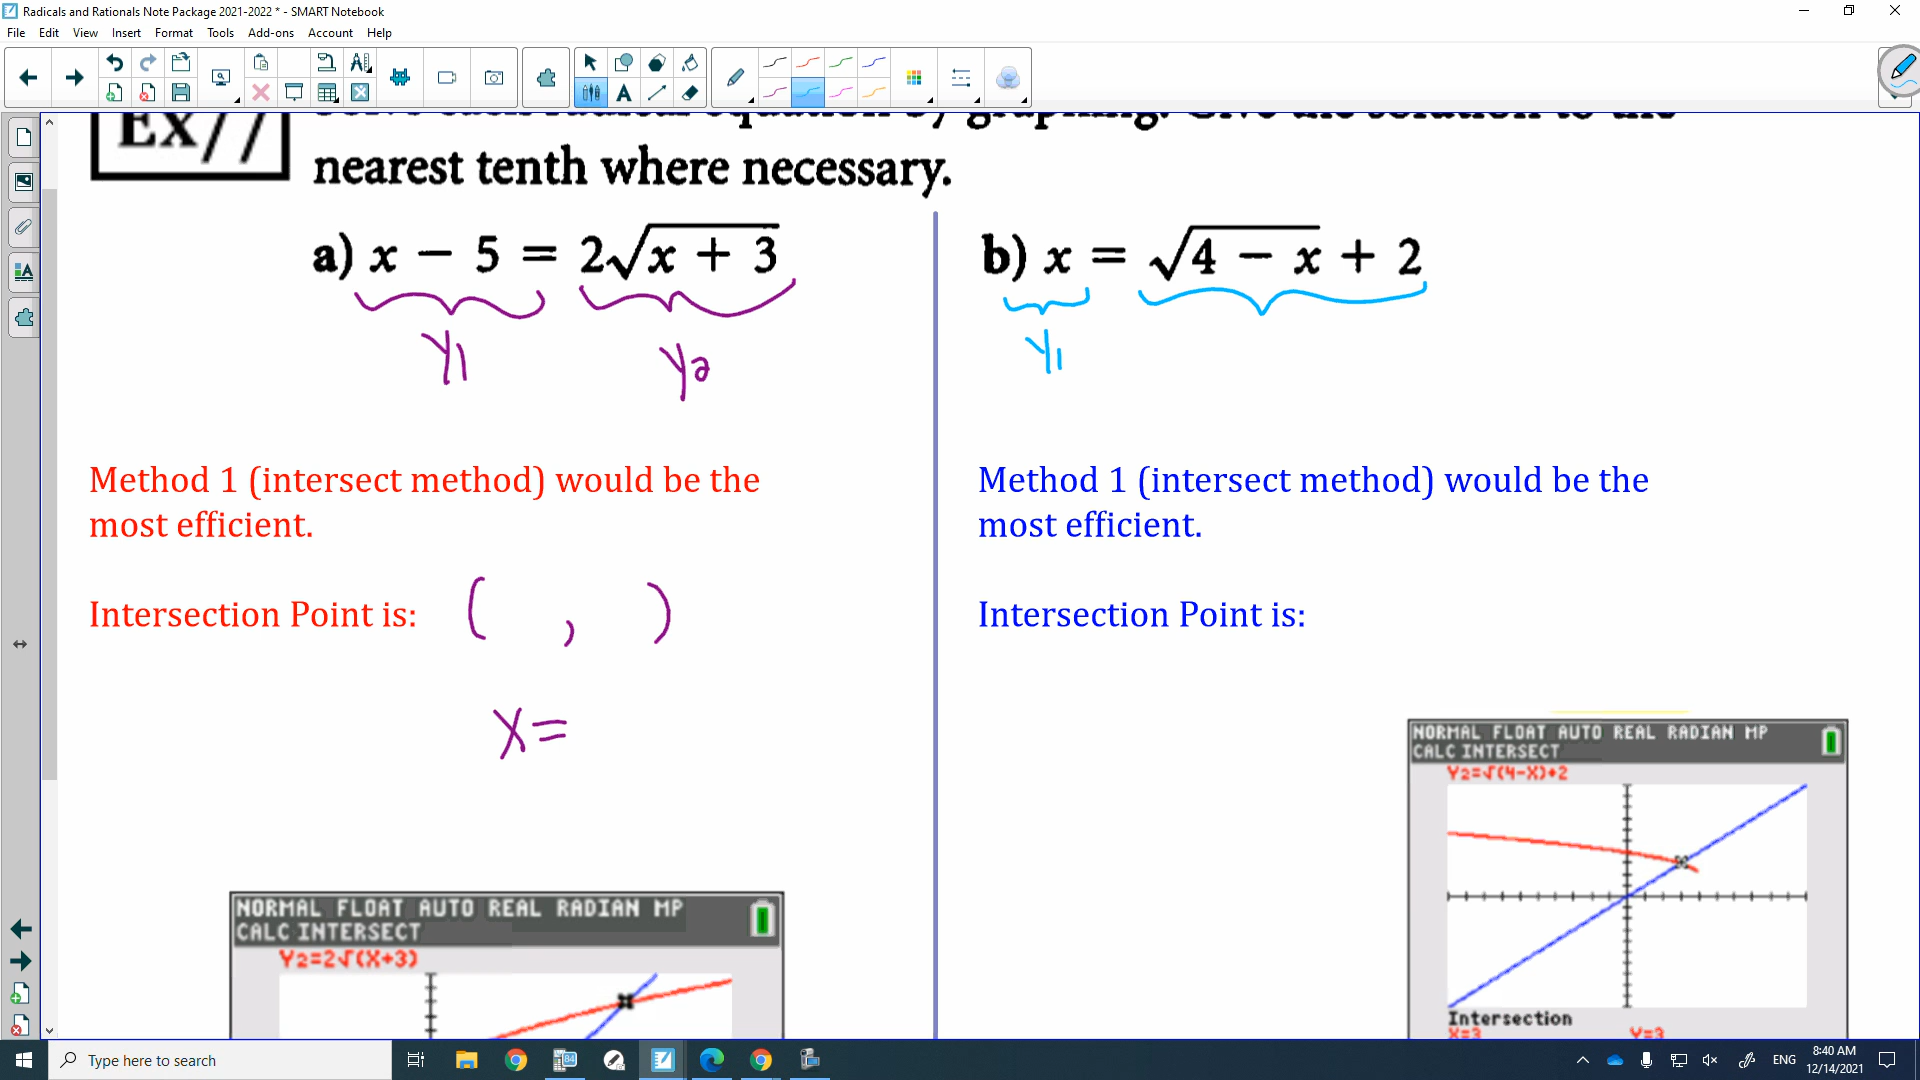 Radicals and Rationals Note Package 2021-2022 * - SMART Notebook
File Edit View Insert Format Tools Add-ons Account Help
Ex//
nearest tenth where necessary.
a) x − 5 = 2√x + 3
b) x = √4 − x + 2
y1
y2
y1
Method 1 (intersect method) would be the
most efficient.
Intersection Point is: ( , )
x=
Method 1 (intersect method) would be the
most efficient.
Intersection Point is:
NORMAL FLOAT AUTO REAL RADIAN MP
CALC INTERSECT
Y2=√(4-X)+2
Intersection
X=3 Y=3
NORMAL FLOAT AUTO REAL RADIAN MP
CALC INTERSECT
Y2=2√(X+3)
Type here to search
84
ENG
8:40 AM
12/14/2021